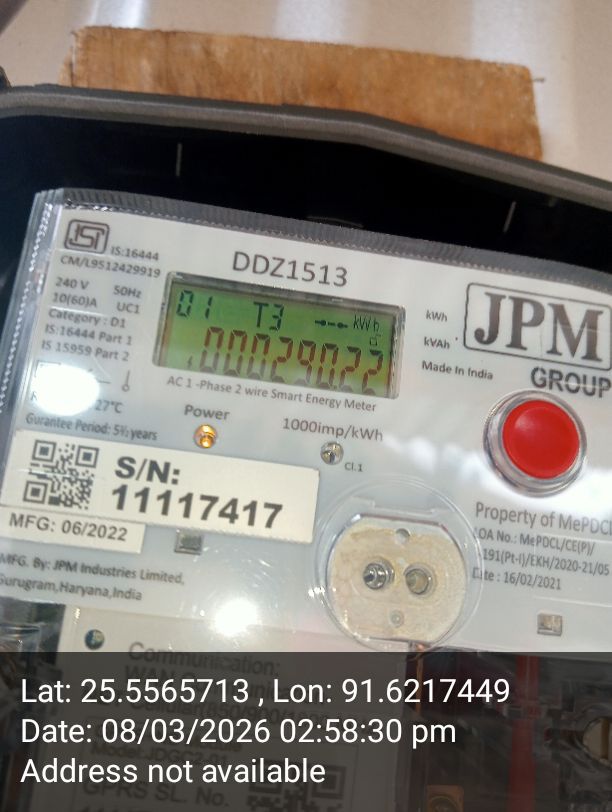 IS:16444
CM/L9512429919
DDZ1513
240 V 50Hz
10(60)A UC1
Category : D1
IS:16444 Part 1
IS 15959 Part 2
01 T3 kWh
kWh
kVAh
Made In India
JPM
GROUP
AC 1 -Phase 2 wire Smart Energy Meter
27°C
Gurantee Period: 5½ years
Power
1000imp/kWh
Cl.1
S/N:
11117417
MFG: 06/2022
MFG. By: JPM Industries Limited,
Gurugram,Haryana,India
Property of MePDCL
LOA No.: MePDCL/CE(P)/
191(Pt-I)/EKH/2020-21/05
Date : 16/02/2021
Communication:
GPRS SL. No.
Lat: 25.5565713 , Lon: 91.6217449
Date: 08/03/2026 02:58:30 pm
Address not available